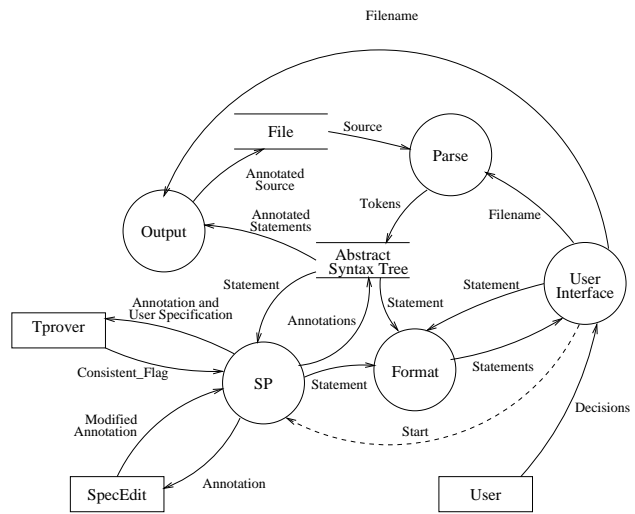 Filename
File
Source
Parse
Annotated
Source
Tokens
Filename
Annotated
Statements
Output
Abstract
Syntax Tree
User
Interface
Statement
Statement
Statement
Annotation and
User Specification
Annotations
Tprover
Consistent_Flag
SP
Statement
Format
Statements
Modified
Annotation
Start
Decisions
Annotation
SpecEdit
User